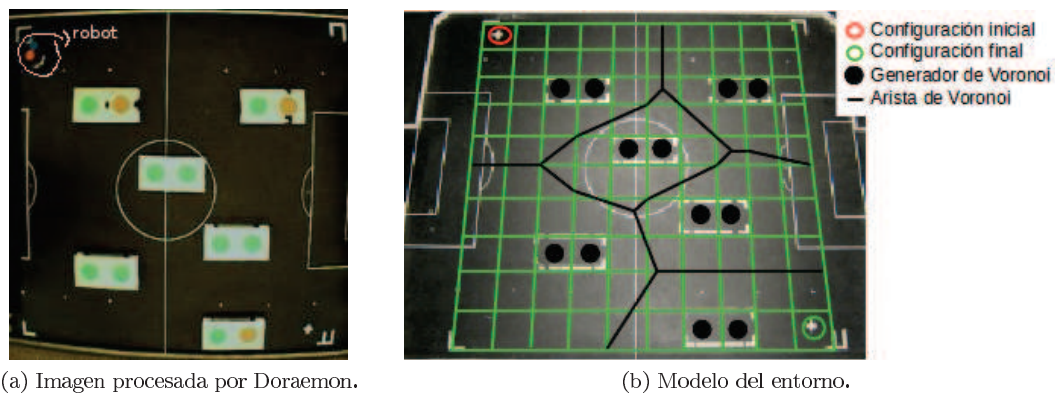 robot
Configuración inicial
Configuración final
Generador de Voronoi
Arista de Voronoi
(a) Imagen procesada por Doraemon.
(b) Modelo del entorno.